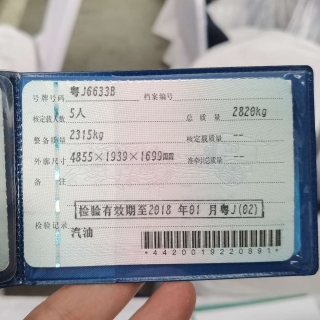 号牌号码 粤J6633B 档案编号
核定载人数 5人 总质量 2820kg
整备质量 2315kg 核定载质量 --
外廓尺寸 4855×1939×1699mm 准牵引总质量 --
备注
检验有效期至2018年01月粤J(02)
检验记录 汽油
*4420019220891*